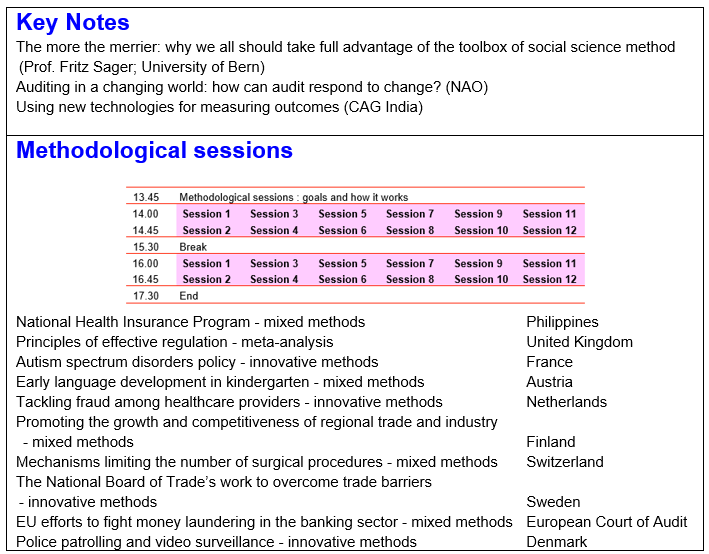 Key Notes
The more the merrier: why we all should take full advantage of the toolbox of social science method
(Prof. Fritz Sager; University of Bern)
Auditing in a changing world: how can audit respond to change? (NAO)
Using new technologies for measuring outcomes (CAG India)
Methodological sessions
13.45 Methodological sessions : goals and how it works
14.00 Session 1 Session 3 Session 5 Session 7 Session 9 Session 11
14.45 Session 2 Session 4 Session 6 Session 8 Session 10 Session 12
15.30 Break
16.00 Session 1 Session 3 Session 5 Session 7 Session 9 Session 11
16.45 Session 2 Session 4 Session 6 Session 8 Session 10 Session 12
17.30 End
National Health Insurance Program - mixed methods Philippines
Principles of effective regulation - meta-analysis United Kingdom
Autism spectrum disorders policy - innovative methods France
Early language development in kindergarten - mixed methods Austria
Tackling fraud among healthcare providers - innovative methods Netherlands
Promoting the growth and competitiveness of regional trade and industry
- mixed methods Finland
Mechanisms limiting the number of surgical procedures - mixed methods Switzerland
The National Board of Trade's work to overcome trade barriers
- innovative methods Sweden
EU efforts to fight money laundering in the banking sector - mixed methods European Court of Audit
Police patrolling and video surveillance - innovative methods Denmark